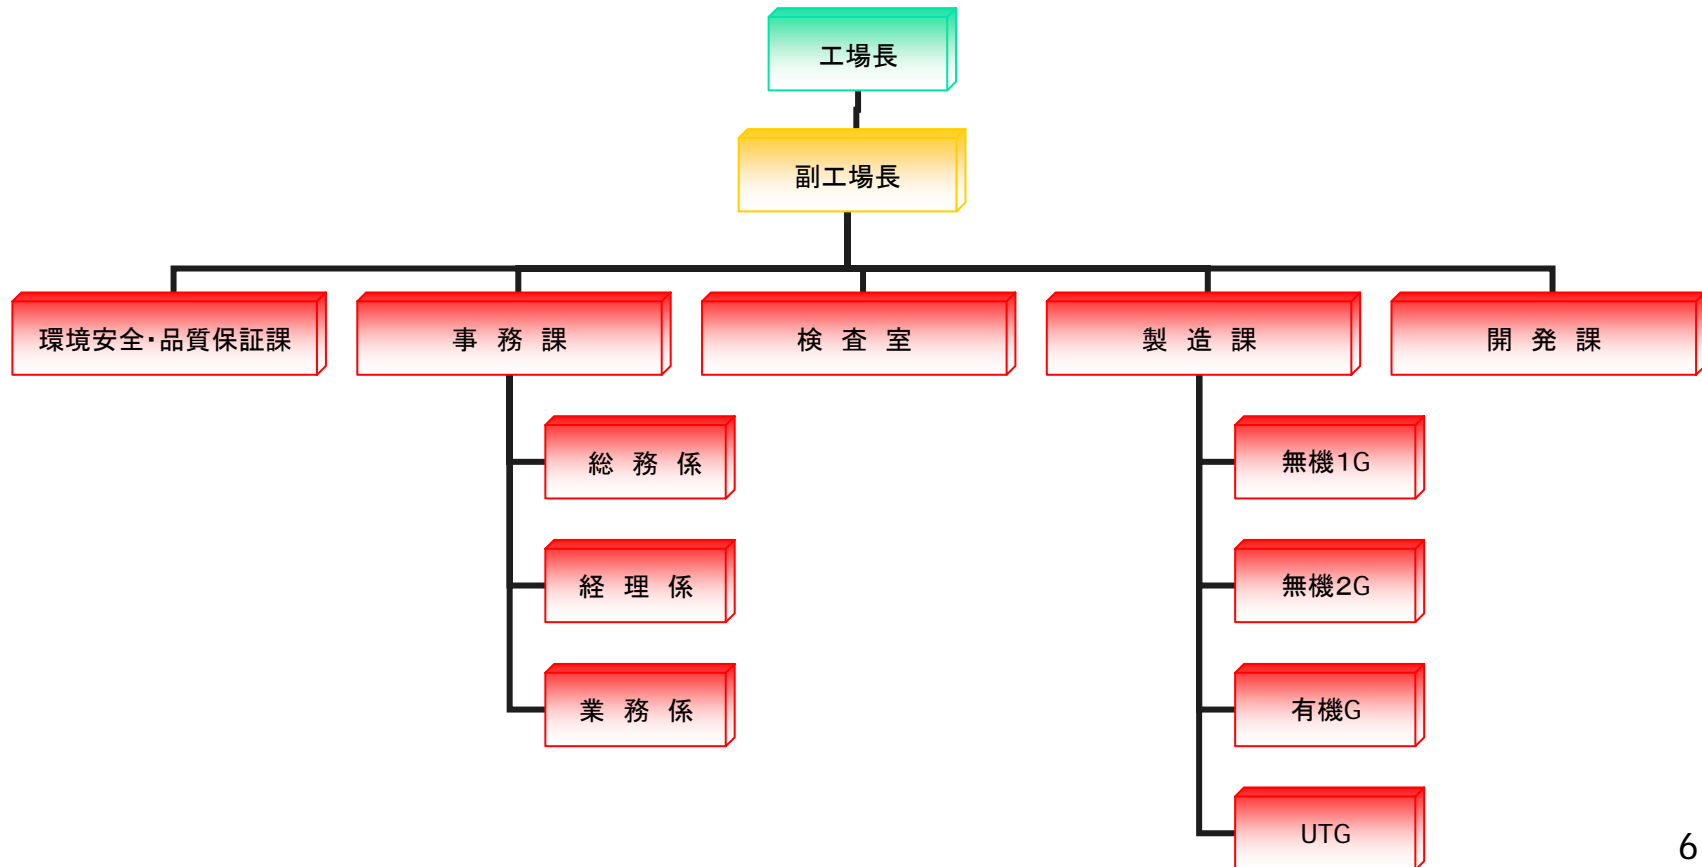 工場長
副工場長
環境安全・品質保証課
事 務 課
検 査 室
製 造 課
開 発 課
総 務 係
経 理 係
業 務 係
無機1G
無機2G
有機G
UTG
6